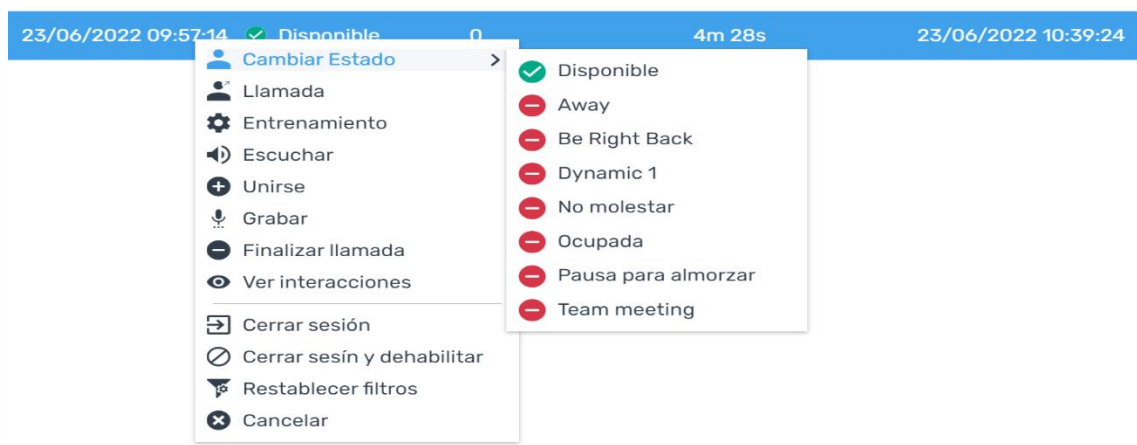 23/06/2022 09:57:14 Disponible 0 4m 28s 23/06/2022 10:39:24
Cambiar Estado
Llamada
Entrenamiento
Escuchar
Unirse
Grabar
Finalizar llamada
Ver interacciones
Cerrar sesión
Cerrar sesín y dehabilitar
Restablecer filtros
Cancelar
Disponible
Away
Be Right Back
Dynamic 1
No molestar
Ocupada
Pausa para almorzar
Team meeting